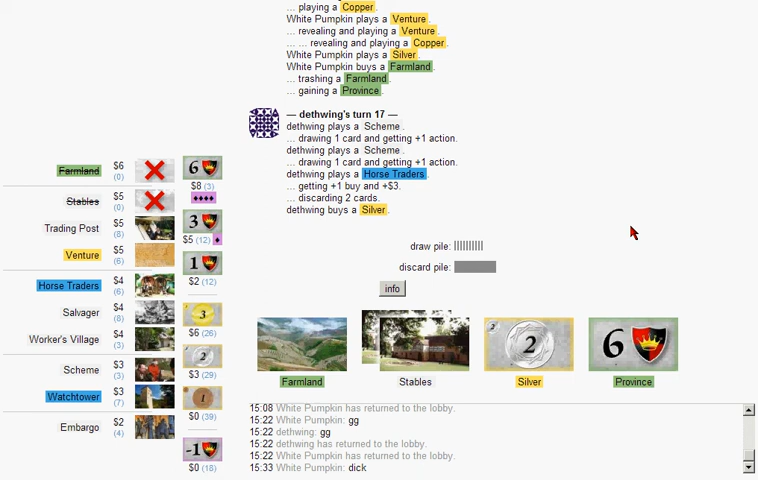 ... playing a Copper.
White Pumpkin plays a Venture.
... revealing and playing a Venture.
... ... revealing and playing a Copper.
White Pumpkin plays a Silver.
White Pumpkin buys a Farmland.
... trashing a Farmland.
... gaining a Province.
— dethwing's turn 17 —
dethwing plays a Scheme.
... drawing 1 card and getting +1 action.
dethwing plays a Scheme.
... drawing 1 card and getting +1 action.
dethwing plays a Horse Traders.
... getting +1 buy and +$3.
... discarding 2 cards.
dethwing buys a Silver.
Farmland $6 (0)
6
$8 (3)
Stables $5 (0)
Trading Post $5 (8)
3
$5 (12)
Venture $5 (6)
1
$2 (12)
Horse Traders $4 (6)
Salvager $4 (8)
3
$6 (26)
Worker's Village $4 (3)
2
$3 (29)
Scheme $3 (3)
Watchtower $3 (7)
1
$0 (39)
Embargo $2 (4)
-1
$0 (18)
draw pile:
discard pile:
info
2
2
6
Farmland
Stables
Silver
Province
15:08 White Pumpkin has returned to the lobby.
15:22 White Pumpkin: gg
15:22 dethwing: gg
15:22 dethwing has returned to the lobby.
15:22 White Pumpkin has returned to the lobby.
15:33 White Pumpkin: dick